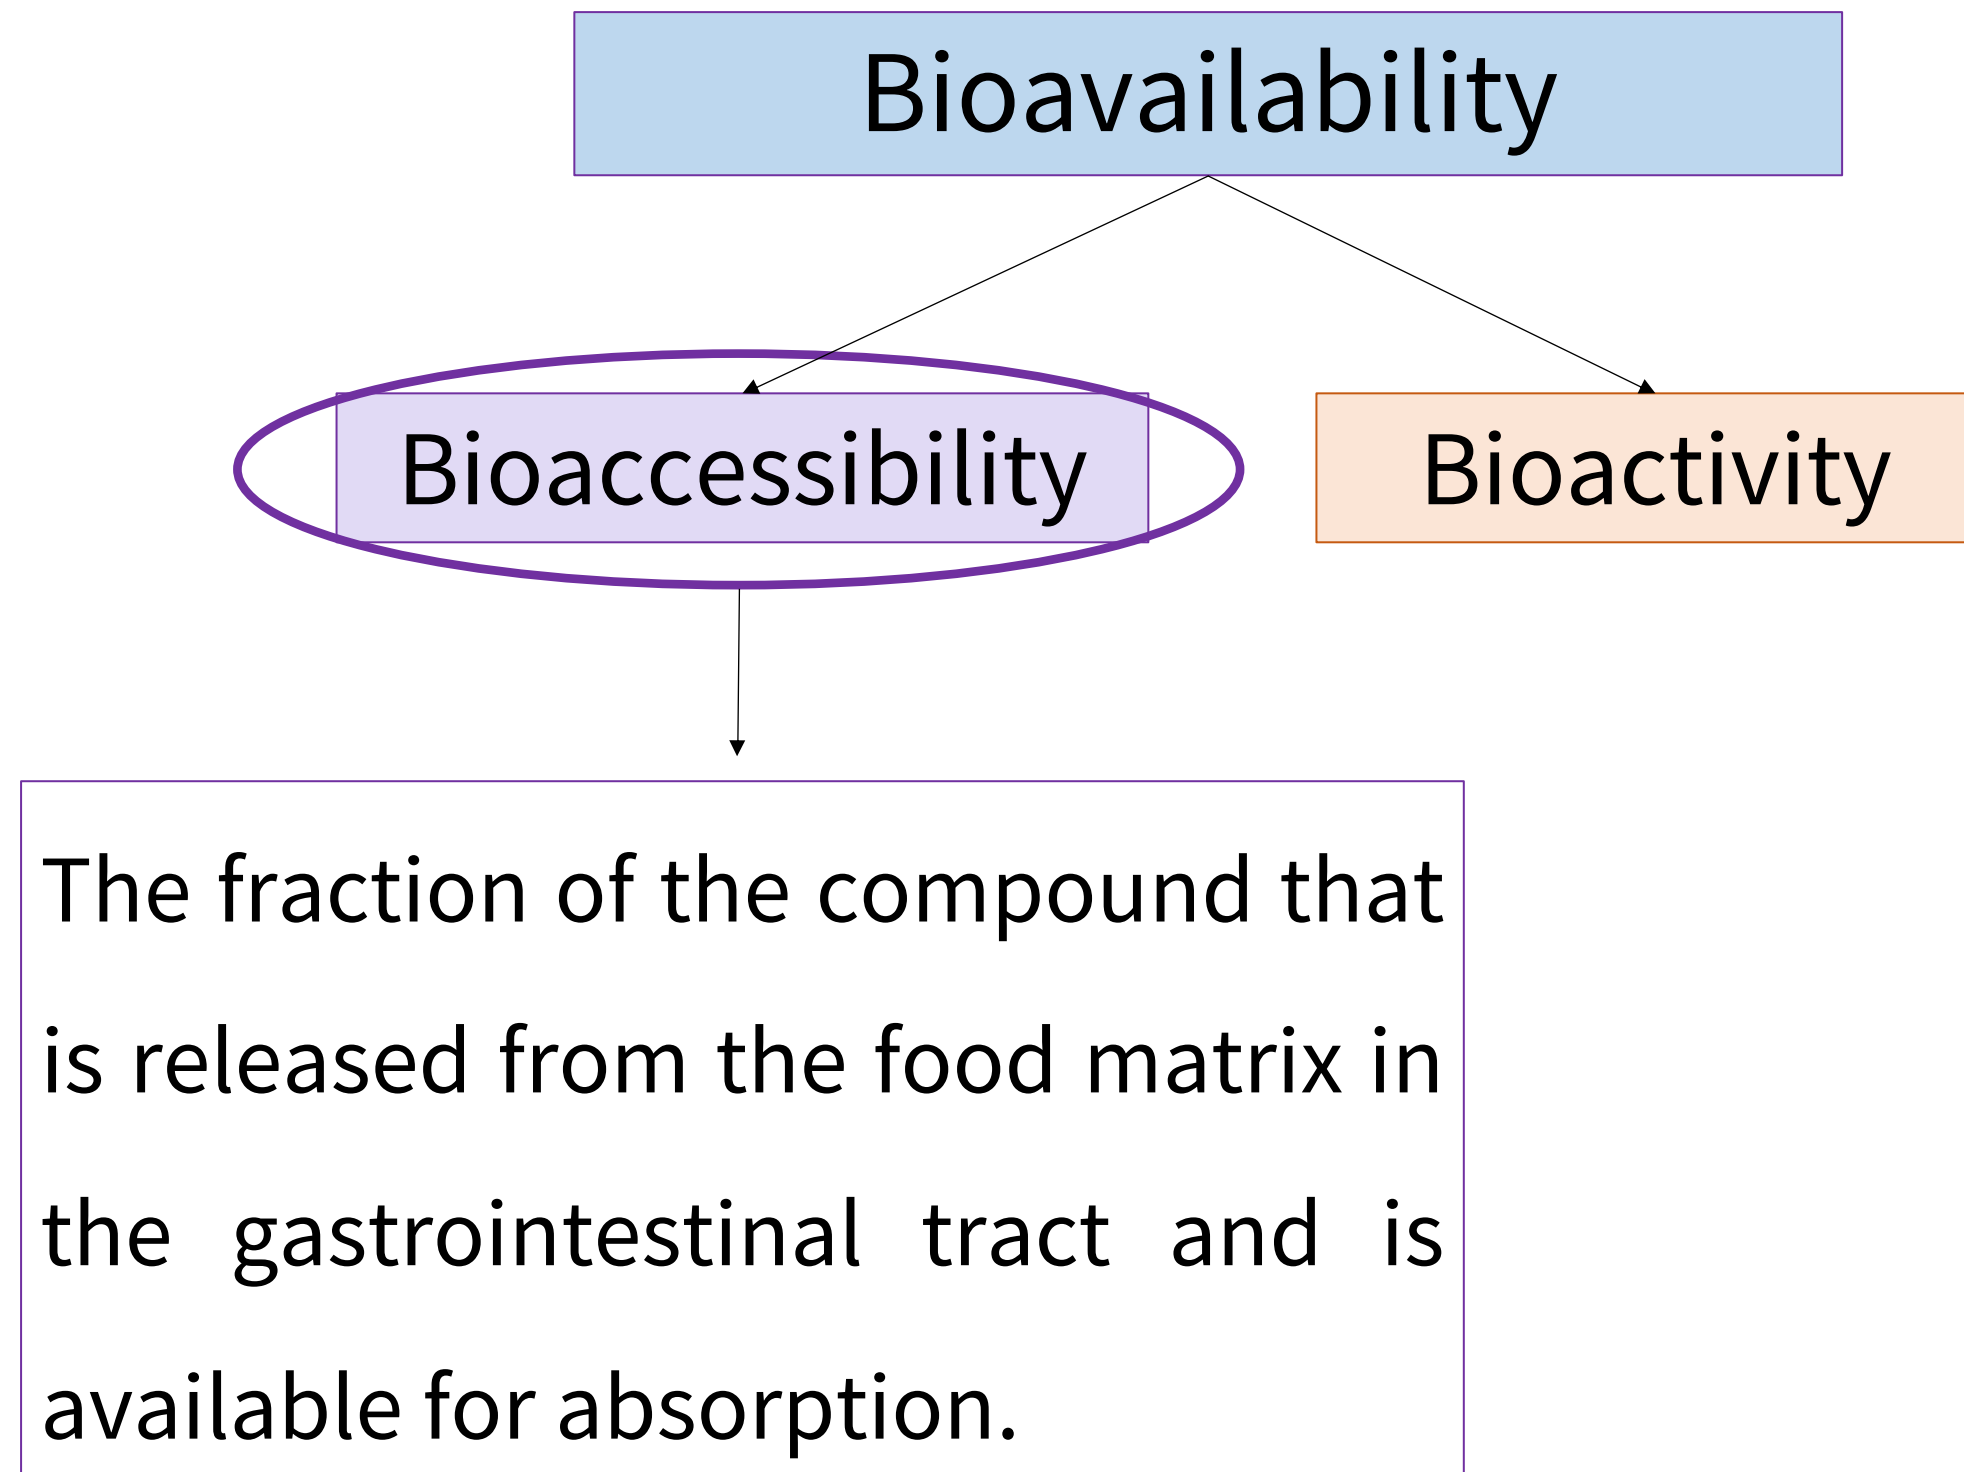 Bioavailability
Bioaccessibility
Bioactivity
The fraction of the compound that
is released from the food matrix in
the gastrointestinal tract and is
available for absorption.